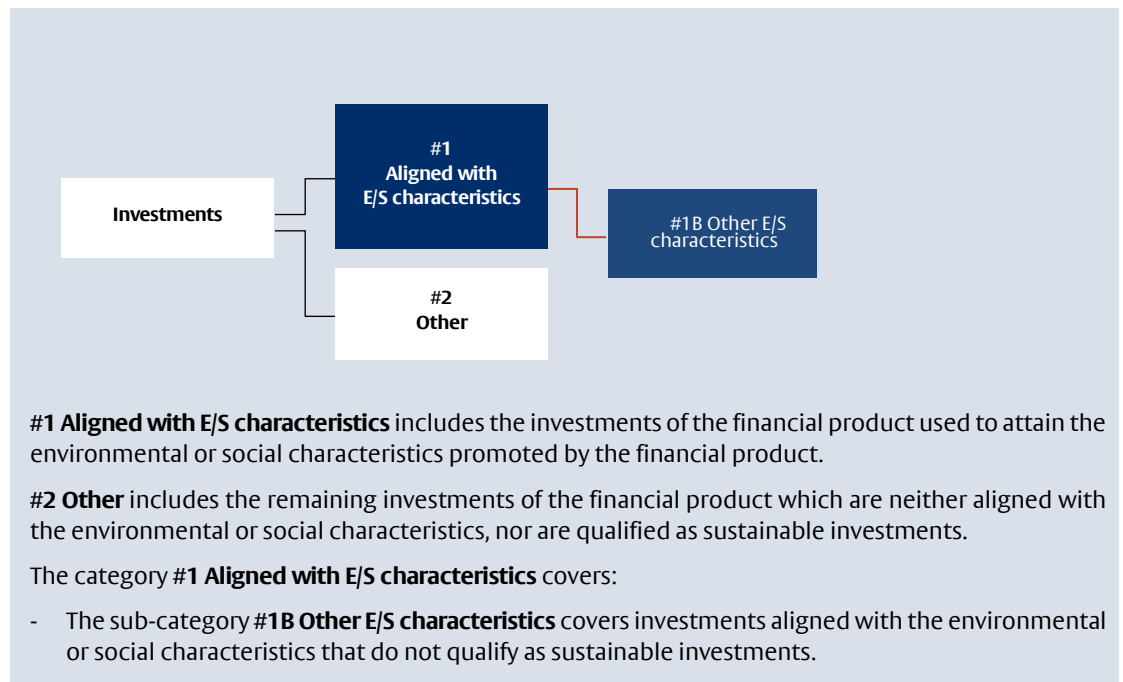 #1
Aligned with
E/S characteristics
Investments
#1B Other E/S
characteristics
#2
Other
#1 Aligned with E/S characteristics includes the investments of the financial product used to attain the
environmental or social characteristics promoted by the financial product.
#2 Other includes the remaining investments of the financial product which are neither aligned with
the environmental or social characteristics, nor are qualified as sustainable investments.
The category #1 Aligned with E/S characteristics covers:
- The sub-category #1B Other E/S characteristics covers investments aligned with the environmental
or social characteristics that do not qualify as sustainable investments.